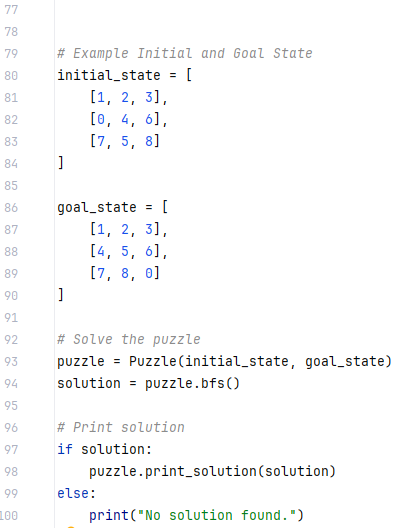 77
78
79 # Example Initial and Goal State
80 initial_state = [
81     [1, 2, 3],
82     [0, 4, 6],
83     [7, 5, 8]
84 ]
85
86 goal_state = [
87     [1, 2, 3],
88     [4, 5, 6],
89     [7, 8, 0]
90 ]
91
92 # Solve the puzzle
93 puzzle = Puzzle(initial_state, goal_state)
94 solution = puzzle.bfs()
95
96 # Print solution
97 if solution:
98     puzzle.print_solution(solution)
99 else:
100     print("No solution found.")